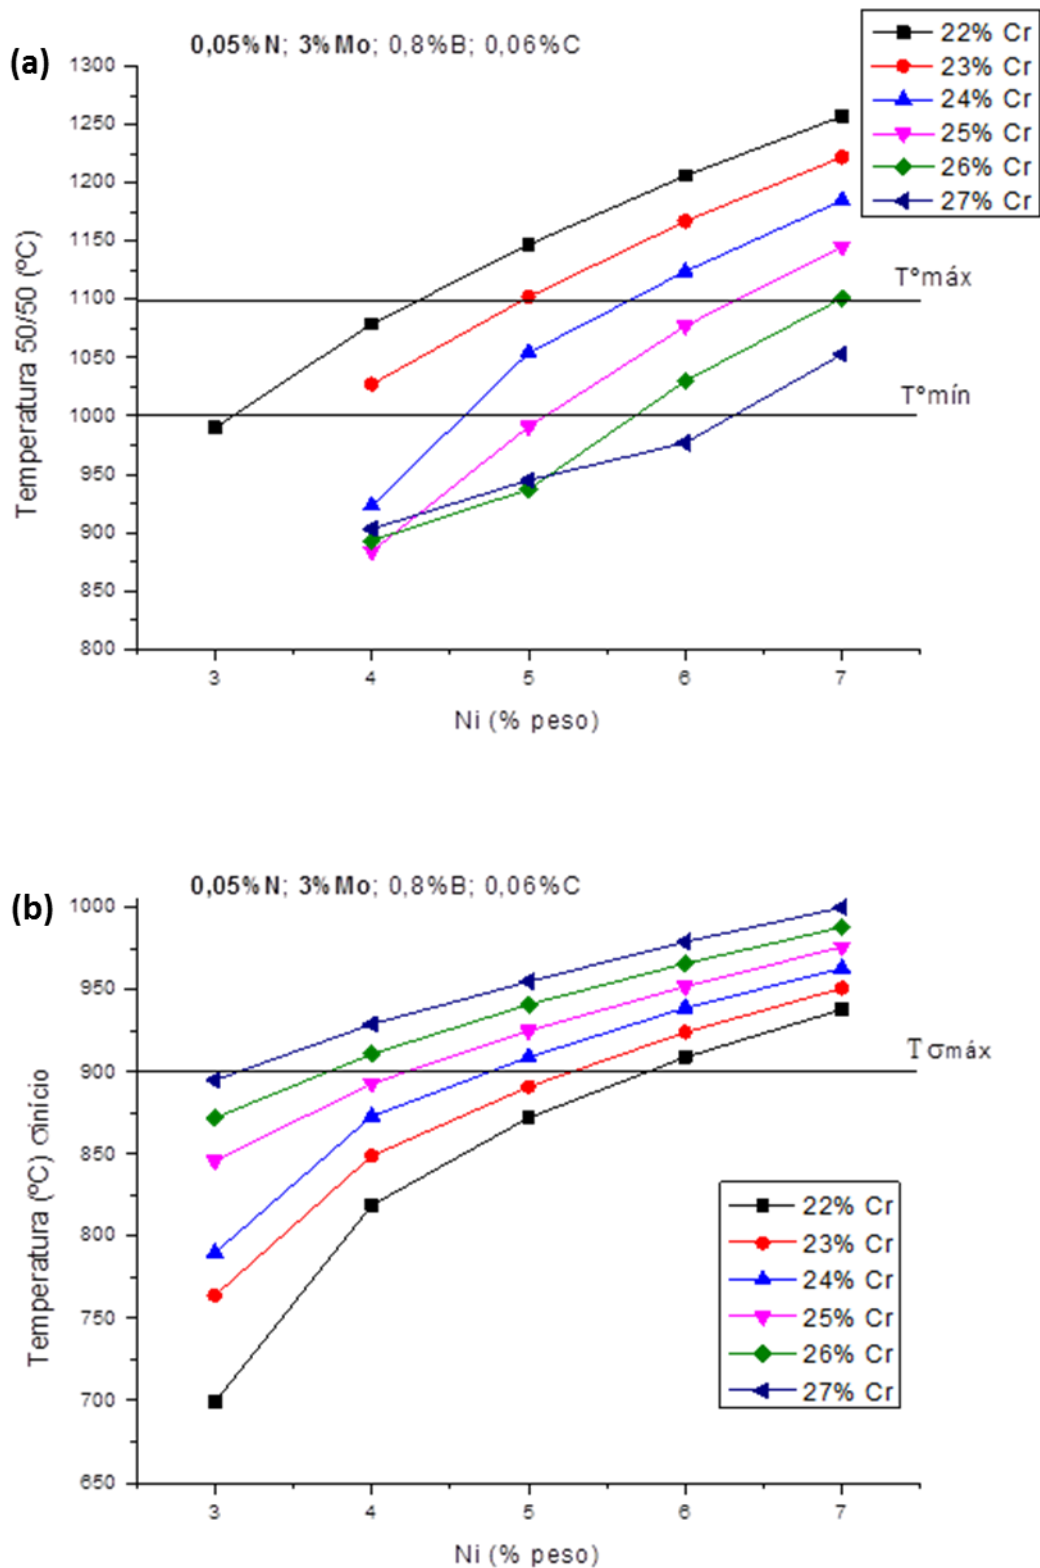 (a)
0,05%N; 3%Mo; 0,8%B; 0,06%C
22% Cr
23% Cr
24% Cr
25% Cr
26% Cr
27% Cr
Temperatura 50/50 (ºC)
1300
1250
1200
1150
1100
1050
1000
950
900
850
800
T°máx
T°mín
3 4 5 6 7
Ni (% peso)
(b)
0,05%N; 3%Mo; 0,8%B; 0,06%C
Temperatura (ºC) σinício
1000
950
900
850
800
750
700
650
Tσmáx
22% Cr
23% Cr
24% Cr
25% Cr
26% Cr
27% Cr
3 4 5 6 7
Ni (% peso)